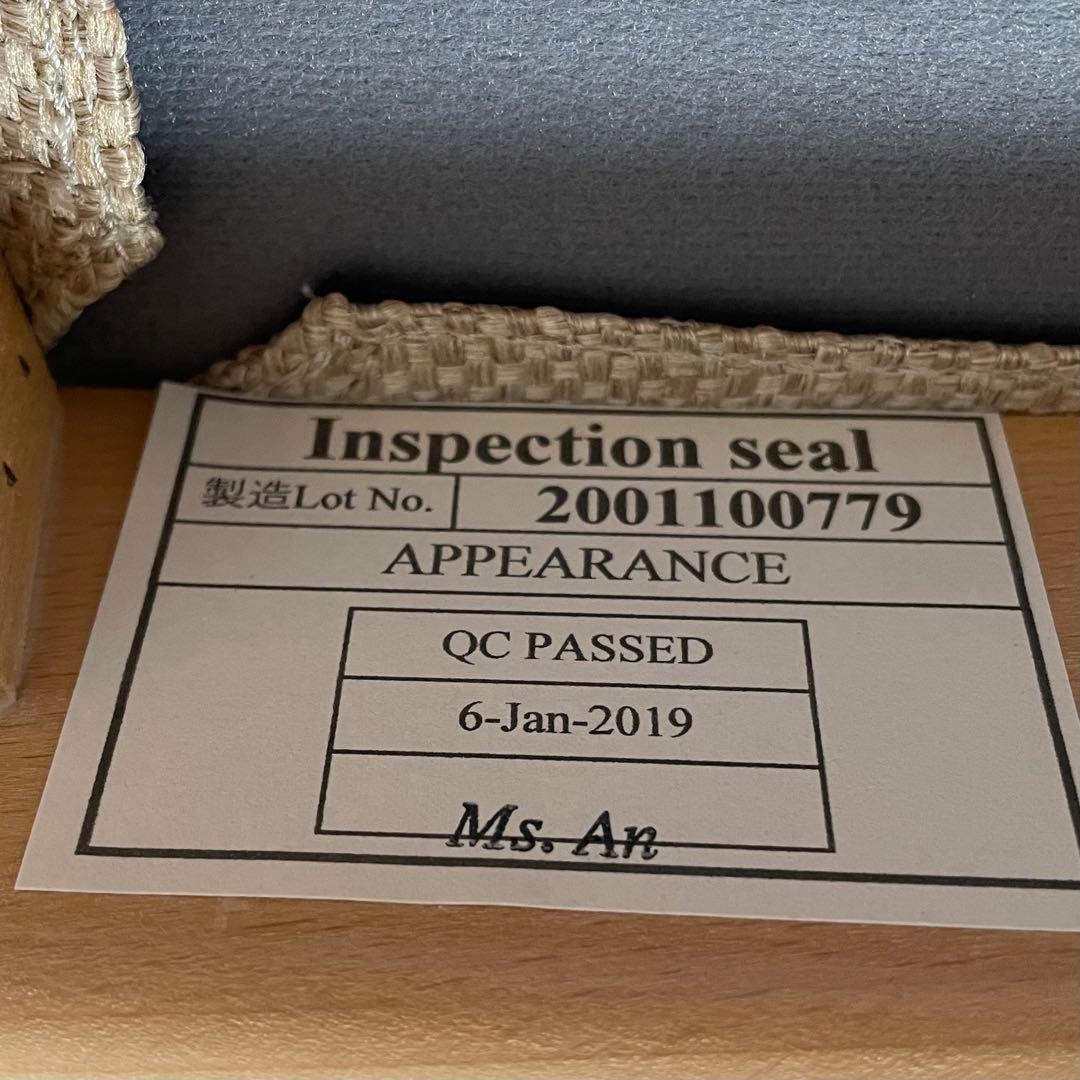 Inspection seal
製造Lot No. 2001100779
APPEARANCE
QC PASSED
6-Jan-2019
Ms. An